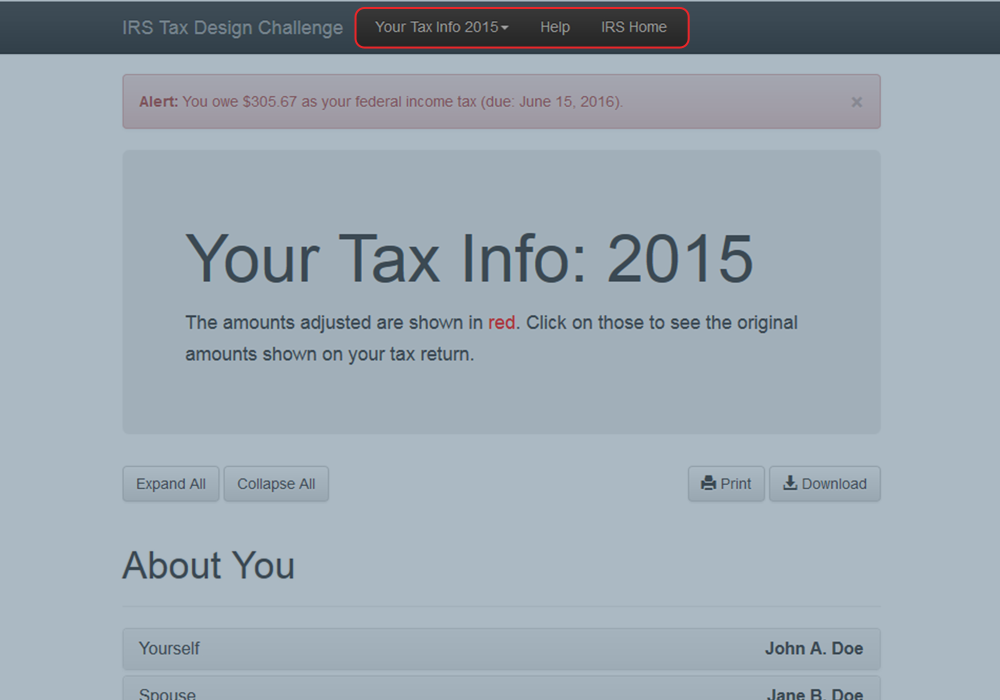 IRS Tax Design Challenge Your Tax Info 2015 Help IRS Home
Alert: You owe $305.67 as your federal income tax (due: June 15, 2016). ×
Your Tax Info: 2015
The amounts adjusted are shown in red. Click on those to see the original
amounts shown on your tax return.
Expand All Collapse All Print Download
About You
Yourself John A. Doe
Spouse Jane B. Doe